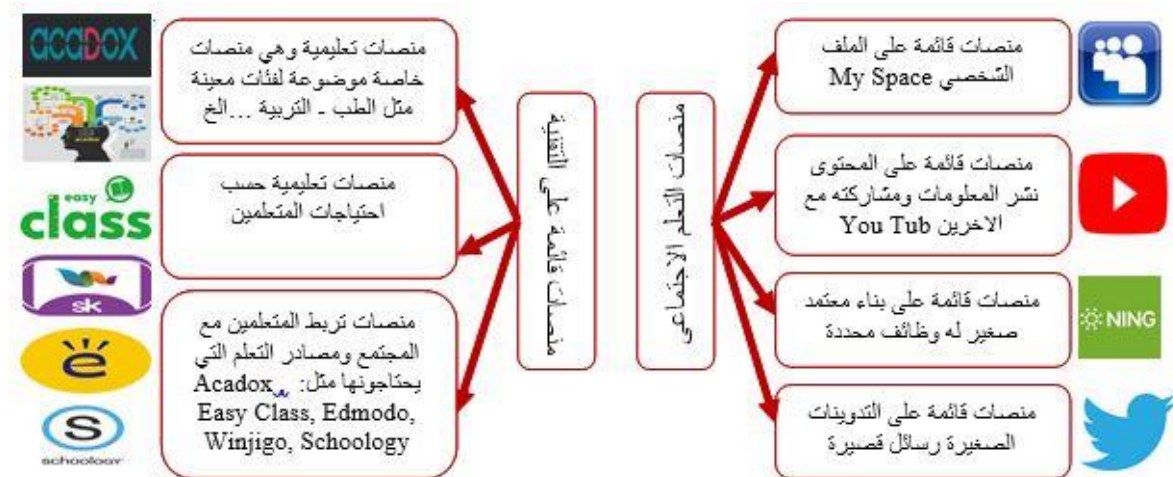 منصات التعلم الاجتماعى
منصات قائمة على الملف
الشخصي My Space
منصات قائمة على المحتوى
نشر المعلومات ومشاركته مع
الاخرين You Tub
منصات قائمة على بناء معتمد
صغير له وظائف محددة
NING
منصات قائمة على التدوينات
الصغيرة رسائل قصيرة
منصات قائمة على التقنية
منصات تعليمية وهي منصات
خاصة موضوعة لفئات معينة
مثل الطب - التربية ...الخ
منصات تعليمية حسب
احتياجات المتعلمين
منصات تربط المتعلمين مع
المجتمع ومصادر التعلم التي
يحتاجونها مثل: Acadox
Easy Class, Edmodo,
Winjigo, Schoology
acadox
easy
class
sk
e
S
schoology